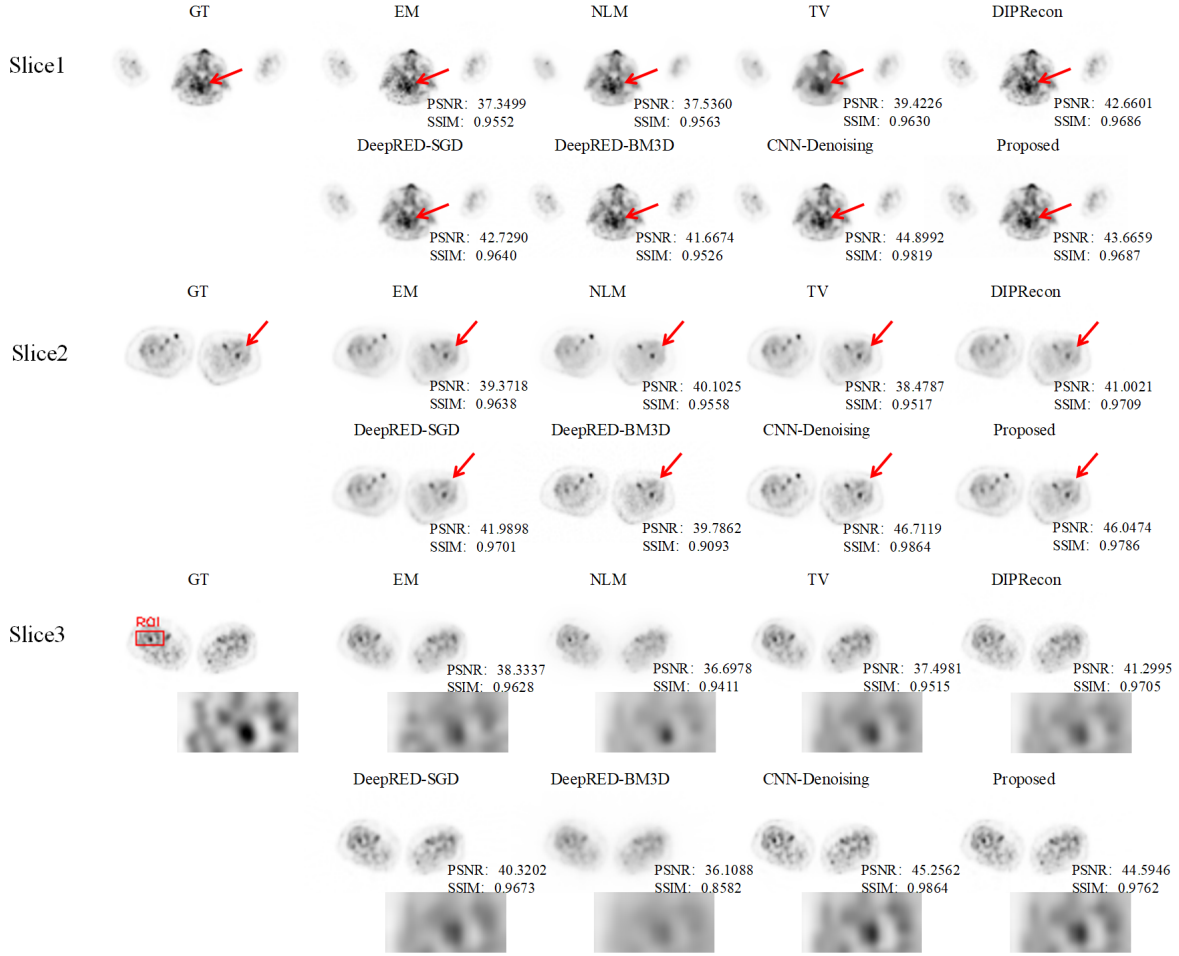 GT EM NLM TV DIPRecon
Slice1
PSNR: 37.3499 PSNR: 37.5360 PSNR: 39.4226 PSNR: 42.6601
SSIM: 0.9552 SSIM: 0.9563 SSIM: 0.9630 SSIM: 0.9686
DeepRED-SGD DeepRED-BM3D CNN-Denoising Proposed
PSNR: 42.7290 PSNR: 41.6674 PSNR: 44.8992 PSNR: 43.6659
SSIM: 0.9640 SSIM: 0.9526 SSIM: 0.9819 SSIM: 0.9687
GT EM NLM TV DIPRecon
Slice2
PSNR: 39.3718 PSNR: 40.1025 PSNR: 38.4787 PSNR: 41.0021
SSIM: 0.9638 SSIM: 0.9558 SSIM: 0.9517 SSIM: 0.9709
DeepRED-SGD DeepRED-BM3D CNN-Denoising Proposed
PSNR: 41.9898 PSNR: 39.7862 PSNR: 46.7119 PSNR: 46.0474
SSIM: 0.9701 SSIM: 0.9093 SSIM: 0.9864 SSIM: 0.9786
GT EM NLM TV DIPRecon
Slice3
ROI
PSNR: 38.3337 PSNR: 36.6978 PSNR: 37.4981 PSNR: 41.2995
SSIM: 0.9628 SSIM: 0.9411 SSIM: 0.9515 SSIM: 0.9705
DeepRED-SGD DeepRED-BM3D CNN-Denoising Proposed
PSNR: 40.3202 PSNR: 36.1088 PSNR: 45.2562 PSNR: 44.5946
SSIM: 0.9673 SSIM: 0.8582 SSIM: 0.9864 SSIM: 0.9762